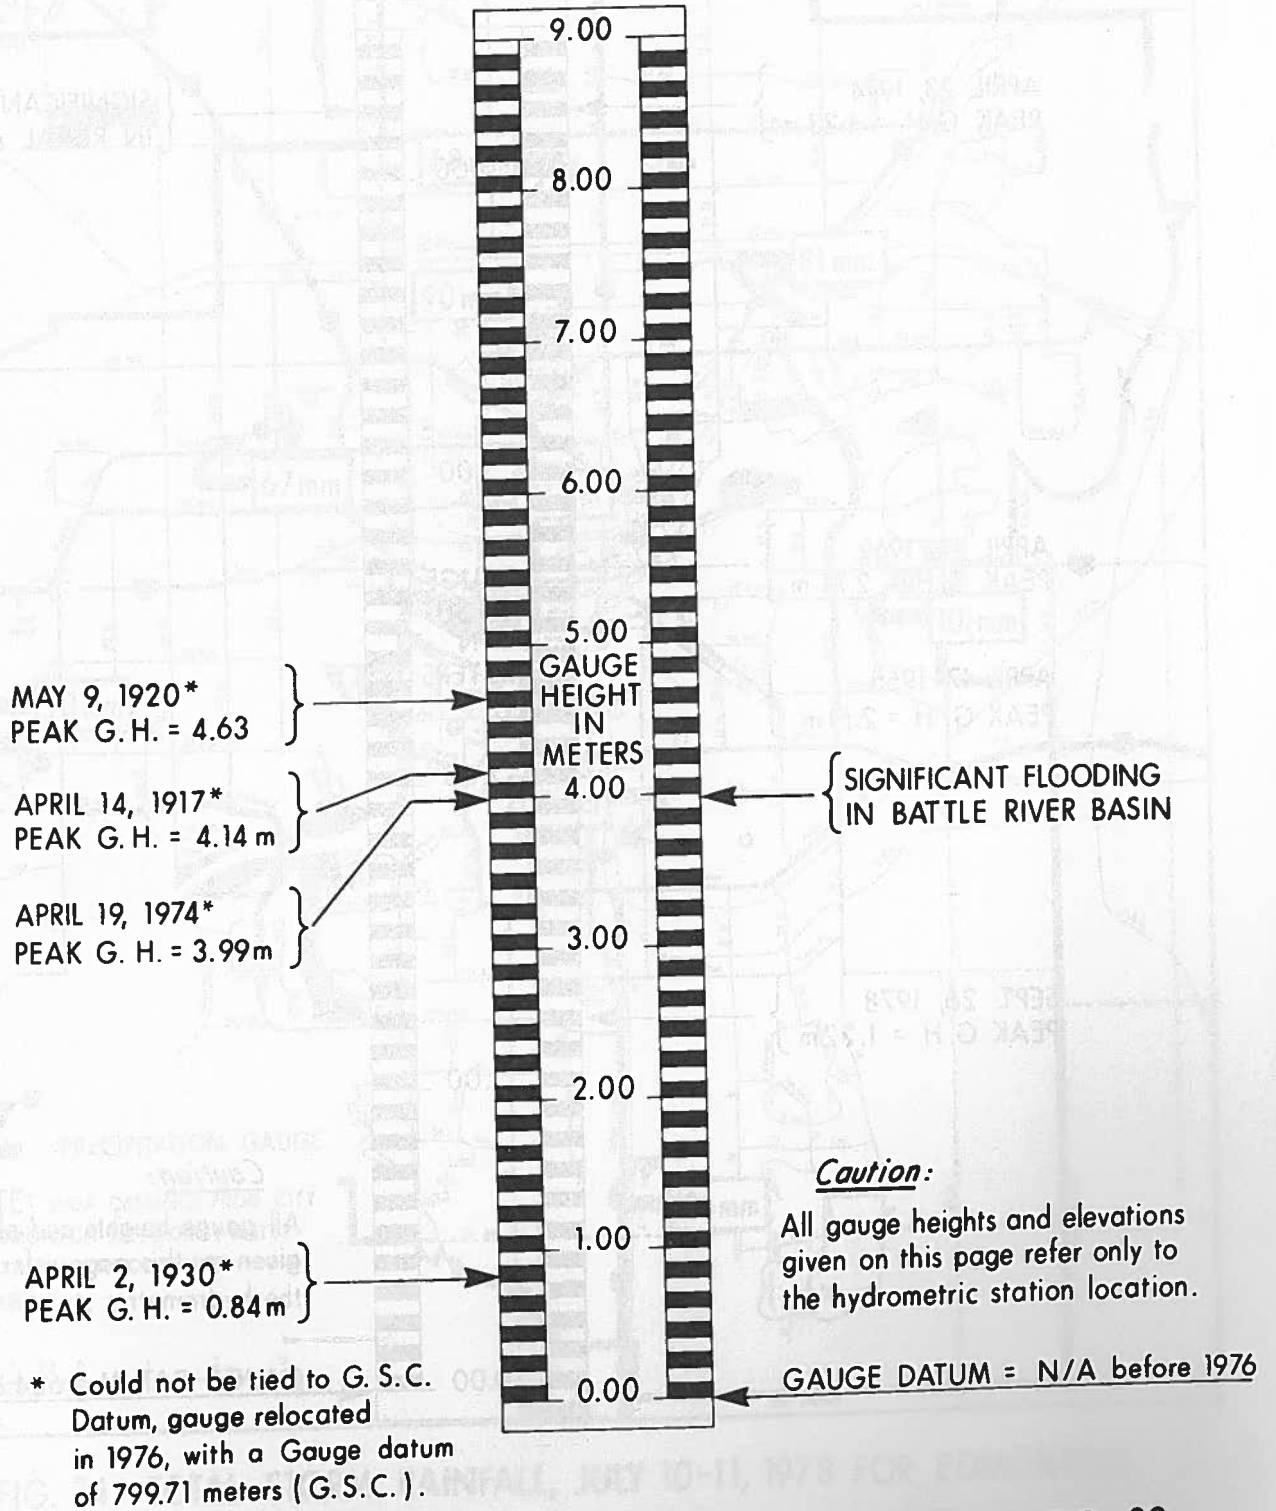 9.00
8.00
7.00
6.00
5.00
GAUGE
HEIGHT
IN
METERS
4.00
3.00
2.00
1.00
0.00
MAY 9, 1920*
PEAK G. H. = 4.63
APRIL 14, 1917*
PEAK G. H. = 4.14 m
APRIL 19, 1974*
PEAK G. H. = 3.99m
APRIL 2, 1930*
PEAK G. H. = 0.84m
* Could not be tied to G. S. C.
Datum, gauge relocated
in 1976, with a Gauge datum
of 799.71 meters (G.S.C.).
SIGNIFICANT FLOODING
IN BATTLE RIVER BASIN
Caution:
All gauge heights and elevations
given on this page refer only to
the hydrometric station location.
GAUGE DATUM = N/A before 1976